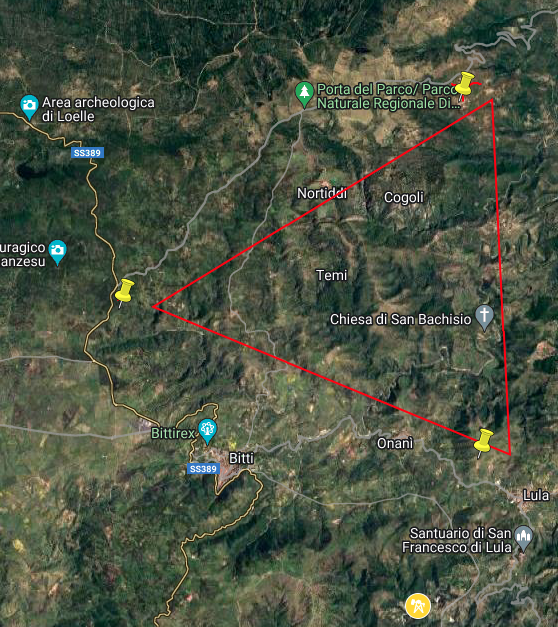 Porta del Parco/ Parco
Naturale Regionale Di...
Area archeologica
di Loelle
SS389
Nortiddi
Cogoli
uragico
anzesu
Temi
Chiesa di San Bachisio
Bittirex
Onanì
Bitti
SS389
Lula
Santuario di San
Francesco di Lula